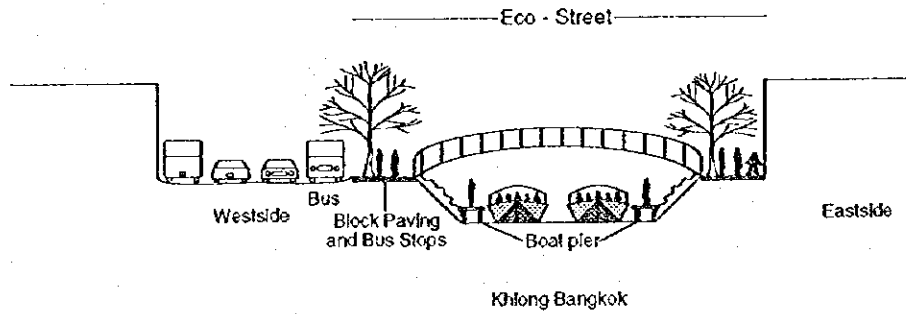 Eco - Street
Bus
Westside
Block Paving
and Bus Stops
Boat pier
Eastside
Khlong Bangkok